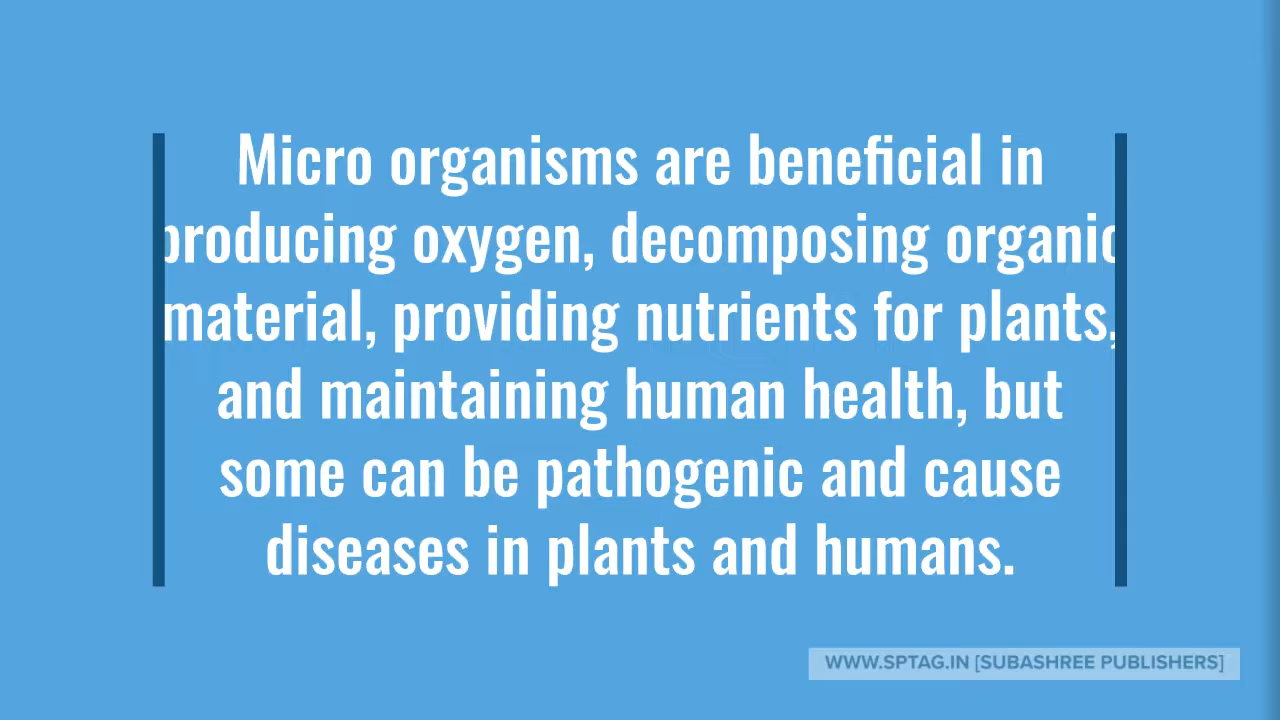 Micro organisms are beneficial in
producing oxygen, decomposing organic
material, providing nutrients for plants,
and maintaining human health, but
some can be pathogenic and cause
diseases in plants and humans.
WWW.SPTAG.IN [SUBASHREE PUBLISHERS]